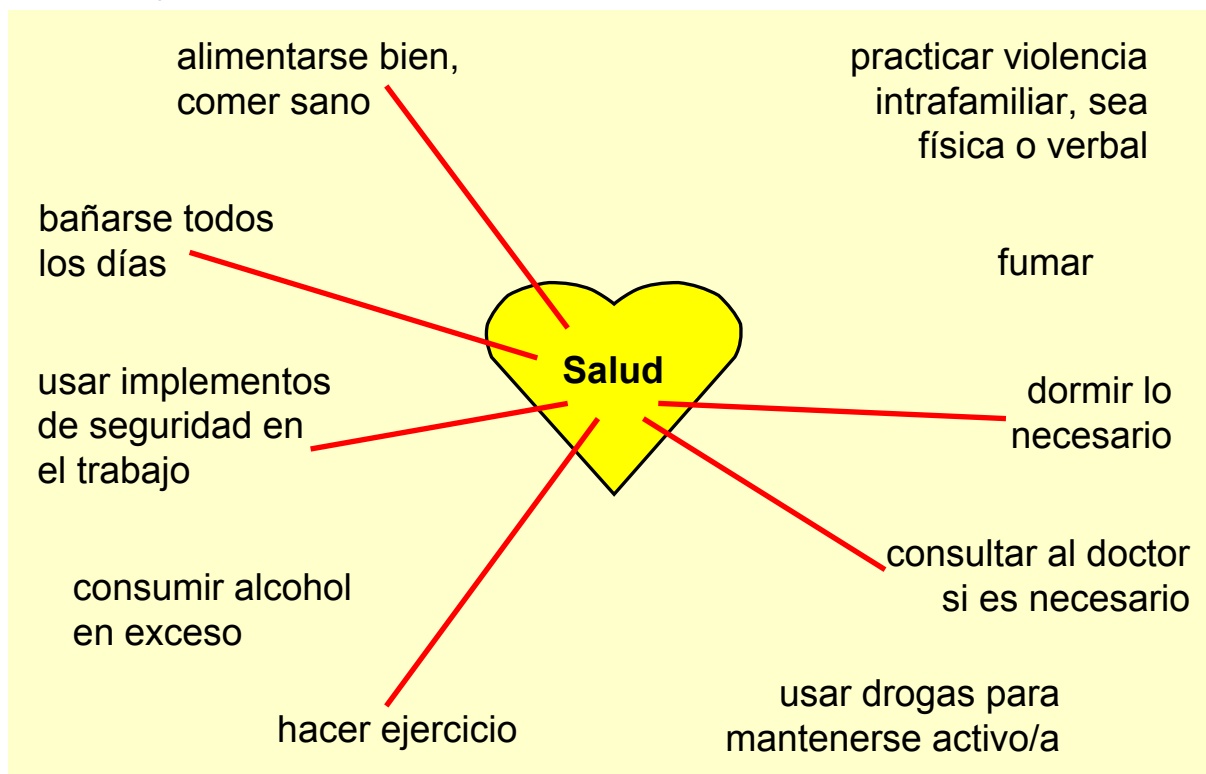 alimentarse bien,
comer sano
practicar violencia
intrafamiliar, sea
física o verbal
bañarse todos
los días
fumar
Salud
usar implementos
de seguridad en
el trabajo
dormir lo
necesario
consultar al doctor
si es necesario
consumir alcohol
en exceso
usar drogas para
mantenerse activo/a
hacer ejercicio